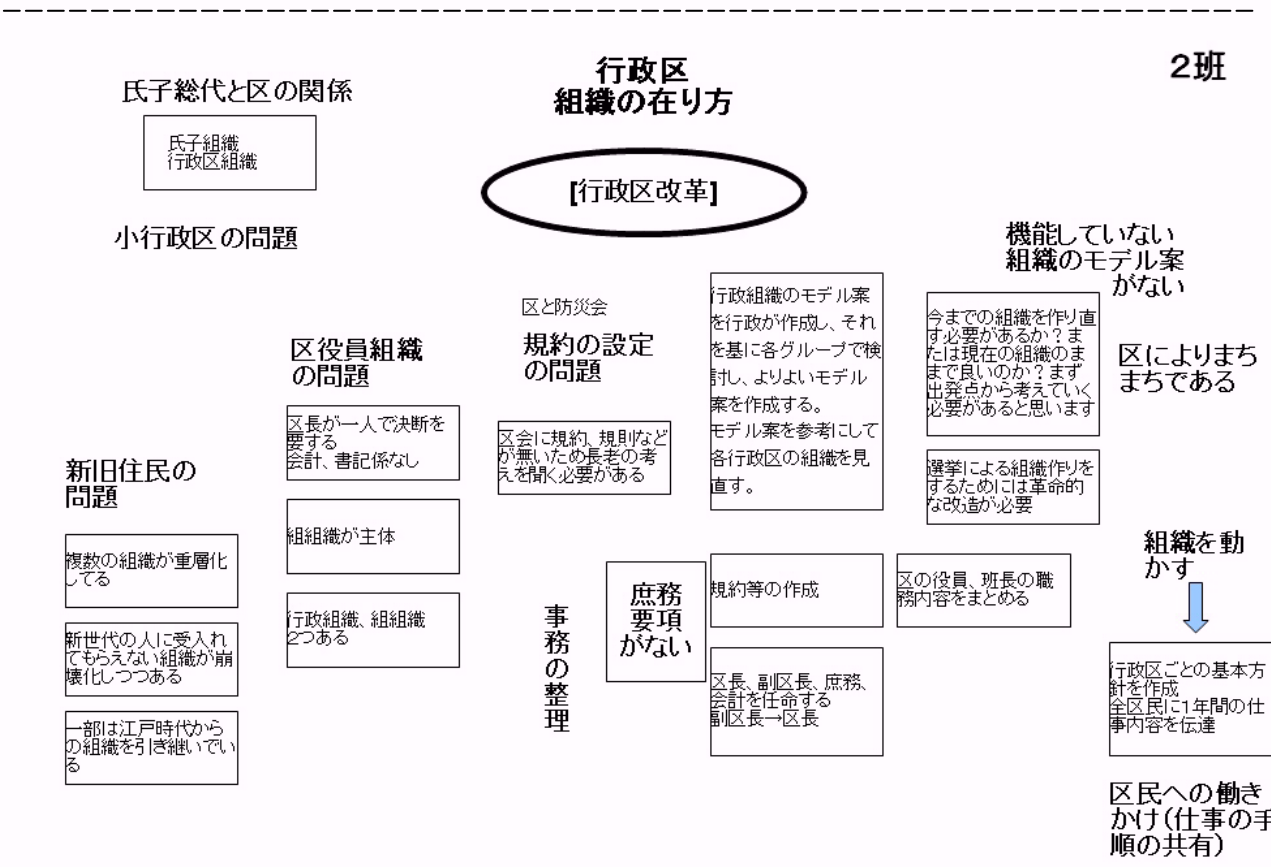 2班
行政区
組織の在り方
[行政区改革]
氏子総代と区の関係
氏子組織
行政区組織
小行政区の問題
新旧住民の
問題
複数の組織が重層化
してる
新世代の人に受入れ
てもらえない組織が崩
壊化しつつある
一部は江戸時代から
の組織を引き継いでい
る
区役員組織
の問題
区長が一人で決断を
要する
会計、書記係なし
組組織が主体
行政組織、組組織
2つある
区と防災会
規約の設定
の問題
区会に規約、規則など
が無いため長老の考
えを聞く必要がある
行政組織のモデル案
を行政が作成し、それ
を基に各グループで検
討し、よりよいモデル
案を作成する。
モデル案を参考にして
各行政区の組織を見
直す。
機能していない
組織のモデル案
がない
今までの組織を作り直
す必要があるか?ま
たは現在の組織のま
まで良いのか?まず
出発点から考えていく
必要があると思います
選挙による組織作りを
するためには革命的
な改造が必要
区によりまち
まちである
事務の整理
庶務
要項
がない
規約等の作成
区長、副区長、庶務、
会計を任命する
副区長→区長
区の役員、班長の職
務内容をまとめる
組織を動
かす
行政区ごとの基本方
針を作成
全区民に1年間の仕
事内容を伝達
区民への働き
かけ(仕事の手
順の共有)